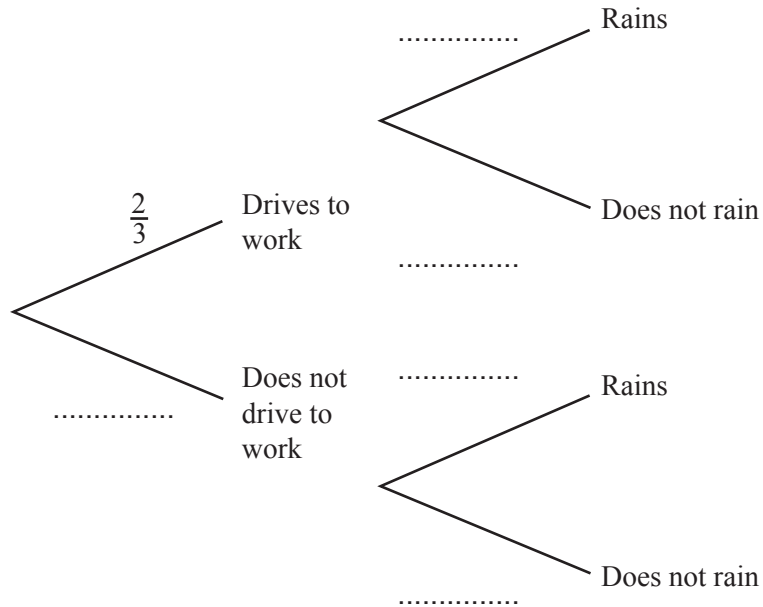 ...............
Rains
2
3
Drives to
work
Does not rain
...............
Does not
drive to
work
...............
...............
Rains
Does not rain
...............